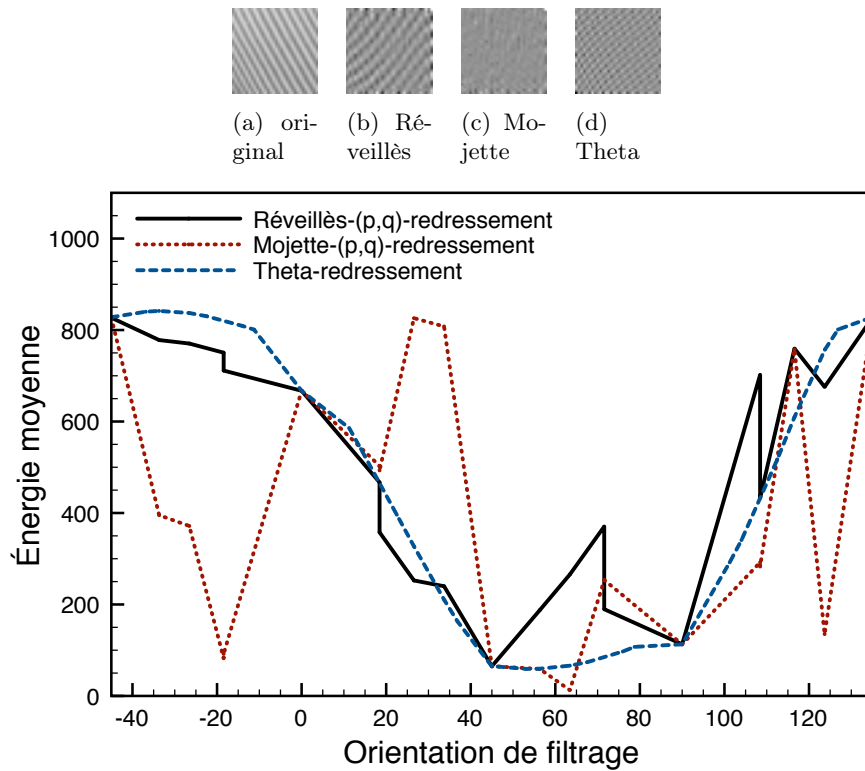 (a) ori-
ginal
(b) Ré-
veillès
(c) Mo-
jette
(d)
Theta
Réveillès-(p,q)-redressement
Mojette-(p,q)-redressement
Theta-redressement
Énergie moyenne
1000
800
600
400
200
0
-40 -20 0 20 40 60 80 100 120
Orientation de filtrage